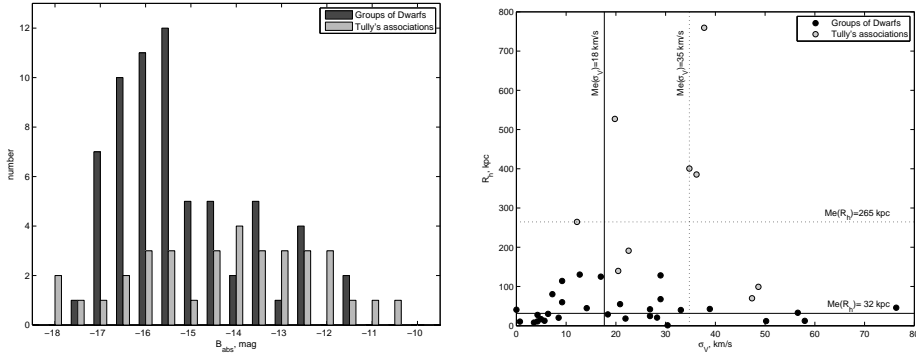 Groups of Dwarfs
Tully's associations
12
10
8
6
4
2
0
number
−18 −17 −16 −15 −14 −13 −12 −11 −10
B_abs, mag
Groups of Dwarfs
Tully's associations
800
700
600
500
400
300
200
100
0
R_h, kpc
Me(σ_V)=18 km/s
Me(σ_V)=35 km/s
Me(R_h)=265 kpc
Me(R_h)= 32 kpc
0 10 20 30 40 50 60 70 80
σ_V, km/s